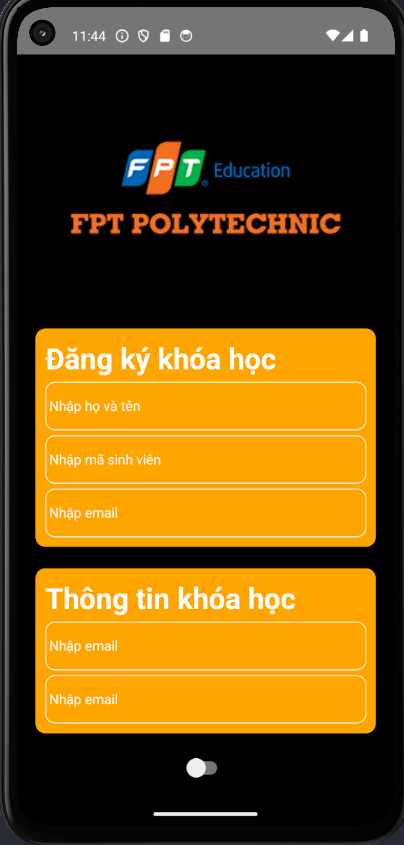 11:44
FPT® Education
FPT POLYTECHNIC
Đăng ký khóa học
Nhập họ và tên
Nhập mã sinh viên
Nhập email
Thông tin khóa học
Nhập email
Nhập email